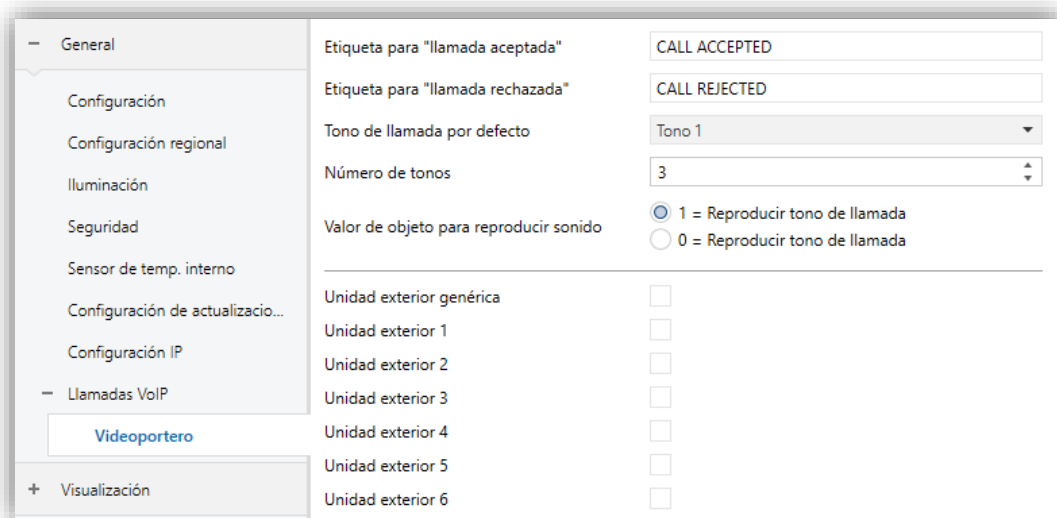 General
Configuración
Configuración regional
Iluminación
Seguridad
Sensor de temp. interno
Configuración de actualizacio...
Configuración IP
Llamadas VoIP
Videoportero
Visualización
Etiqueta para "llamada aceptada" CALL ACCEPTED
Etiqueta para "llamada rechazada" CALL REJECTED
Tono de llamada por defecto Tono 1
Número de tonos 3
Valor de objeto para reproducir sonido
1 = Reproducir tono de llamada
0 = Reproducir tono de llamada
Unidad exterior genérica
Unidad exterior 1
Unidad exterior 2
Unidad exterior 3
Unidad exterior 4
Unidad exterior 5
Unidad exterior 6